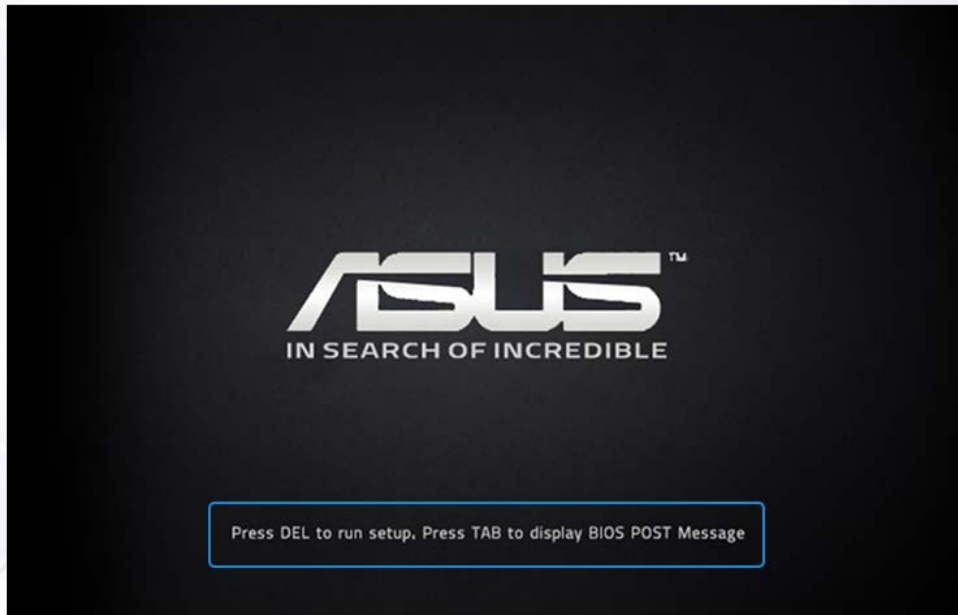 ASUS™
IN SEARCH OF INCREDIBLE
Press DEL to run setup. Press TAB to display BIOS POST Message